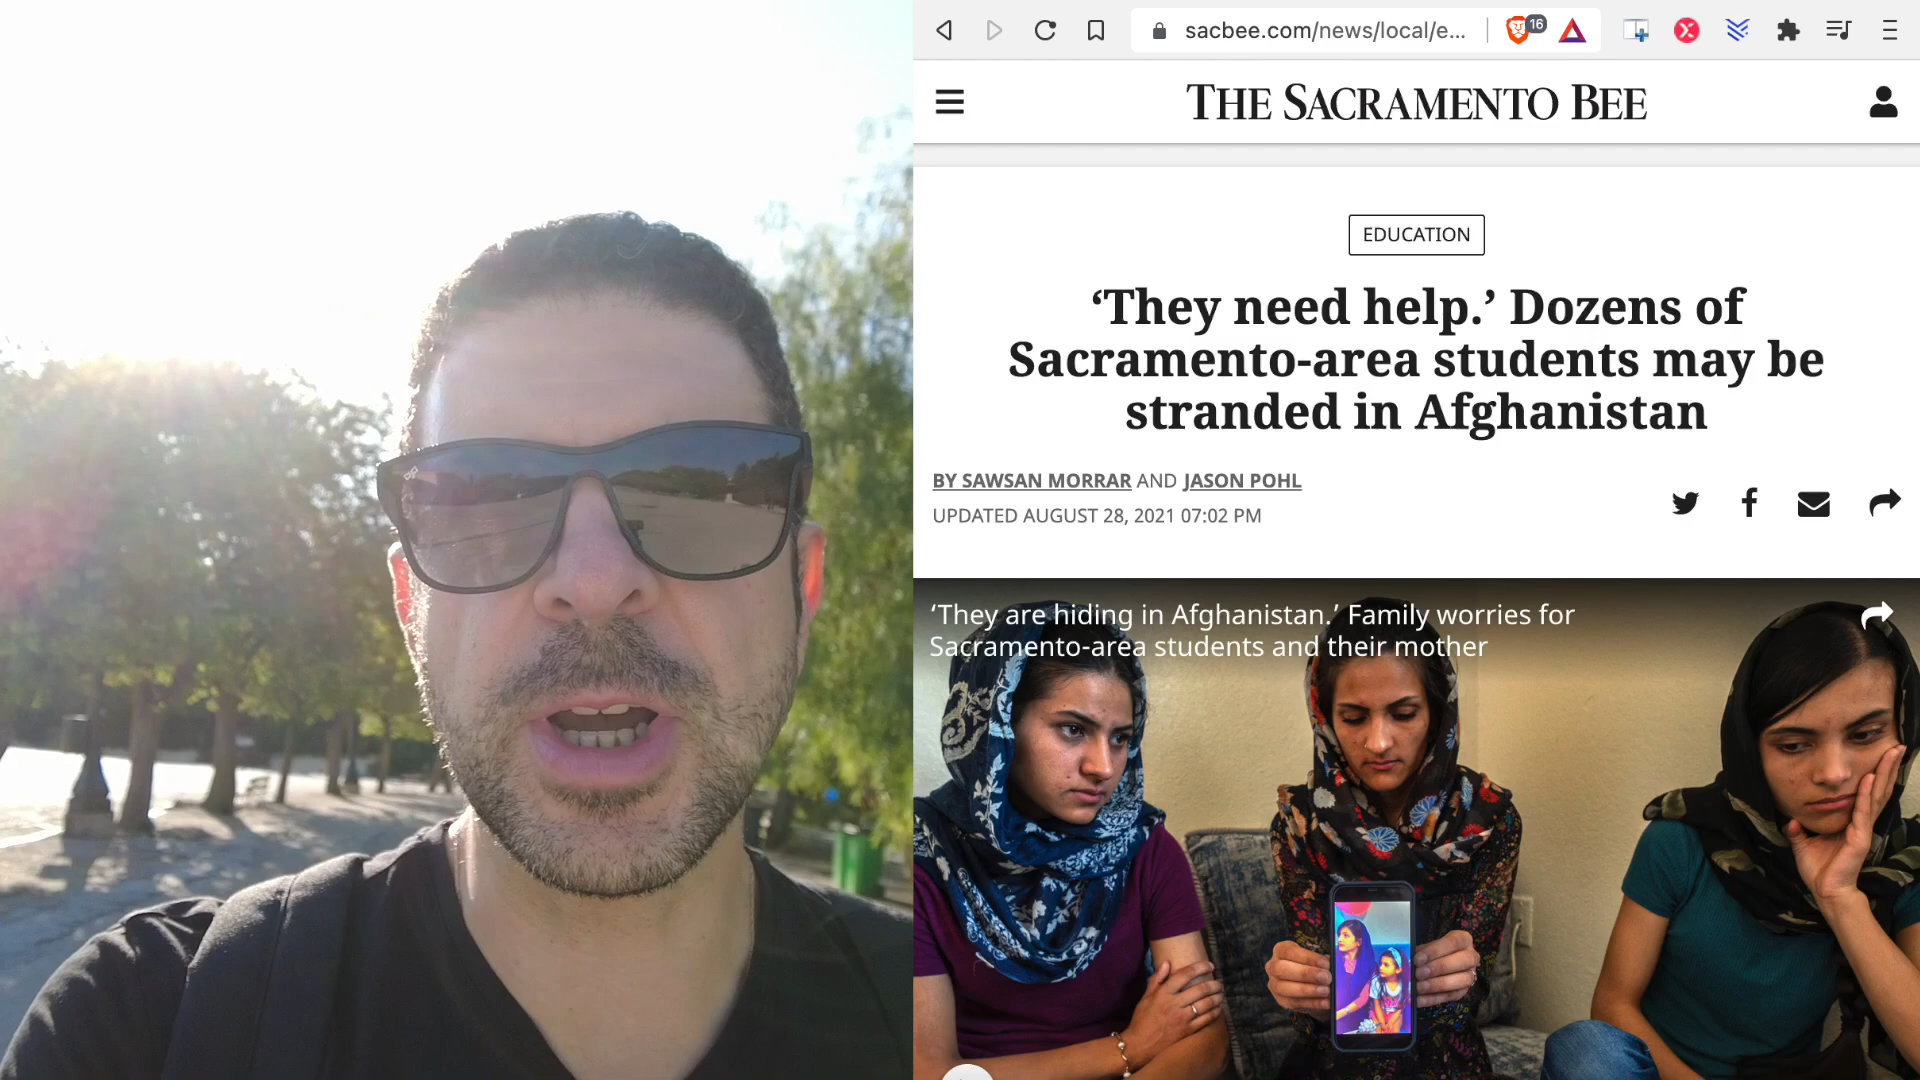 sacbee.com/news/local/e...
16
THE SACRAMENTO BEE
EDUCATION
‘They need help.’ Dozens of
Sacramento-area students may be
stranded in Afghanistan
BY SAWSAN MORRAR AND JASON POHL
UPDATED AUGUST 28, 2021 07:02 PM
‘They are hiding in Afghanistan.’ Family worries for
Sacramento-area students and their mother